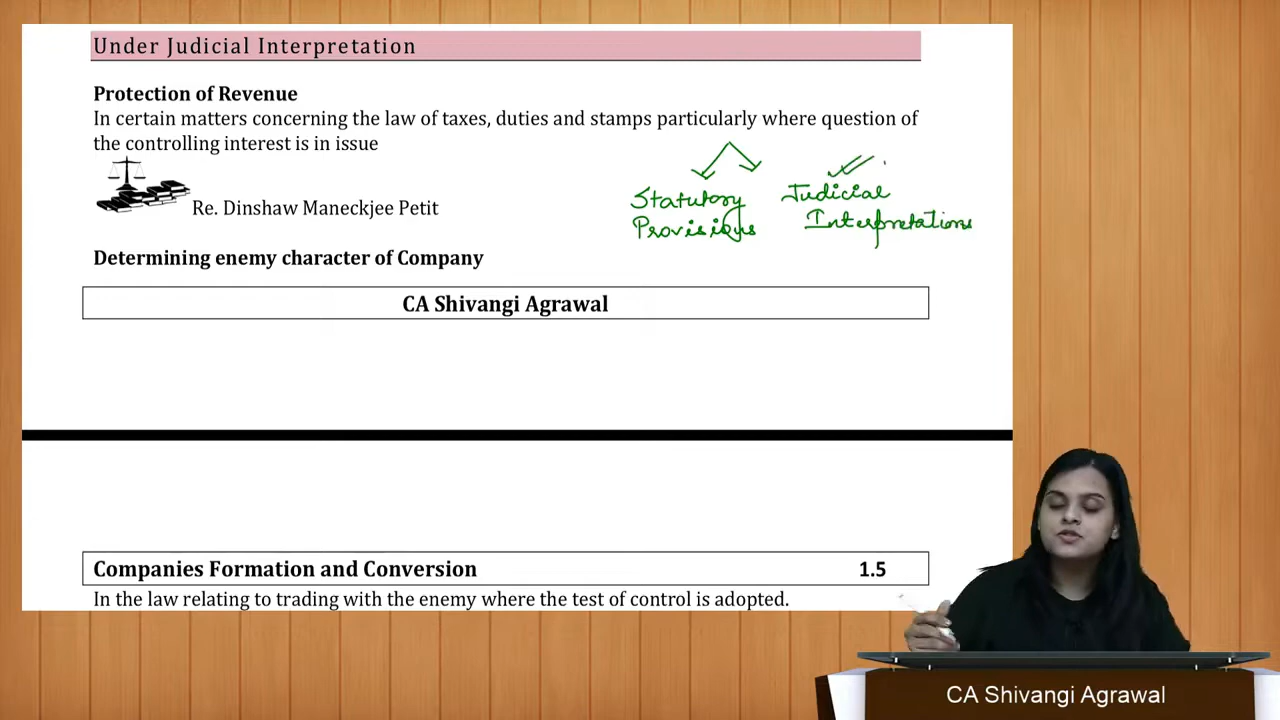 Under Judicial Interpretation
Protection of Revenue
In certain matters concerning the law of taxes, duties and stamps particularly where question of
the controlling interest is in issue
Statutory
Provisions
Judicial
Interpretations
Re. Dinshaw Maneckjee Petit
Determining enemy character of Company
CA Shivangi Agrawal
Companies Formation and Conversion 1.5
In the law relating to trading with the enemy where the test of control is adopted.
CA Shivangi Agrawal